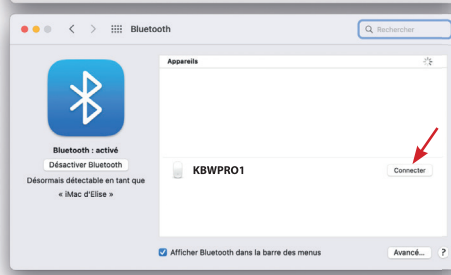 Bluetooth
Rechercher
Appareils
Bluetooth : activé
Désactiver Bluetooth
Désormais détectable en tant que
« iMac d'Elise »
KBWPRO1
Connecter
Afficher Bluetooth dans la barre des menus
Avancé...
?